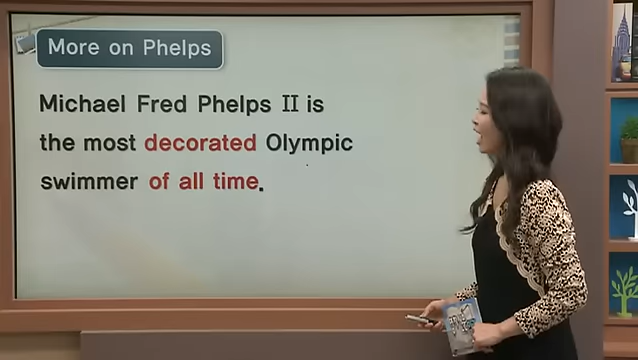 More on Phelps
Michael Fred Phelps II is
the most decorated Olympic
swimmer of all time.